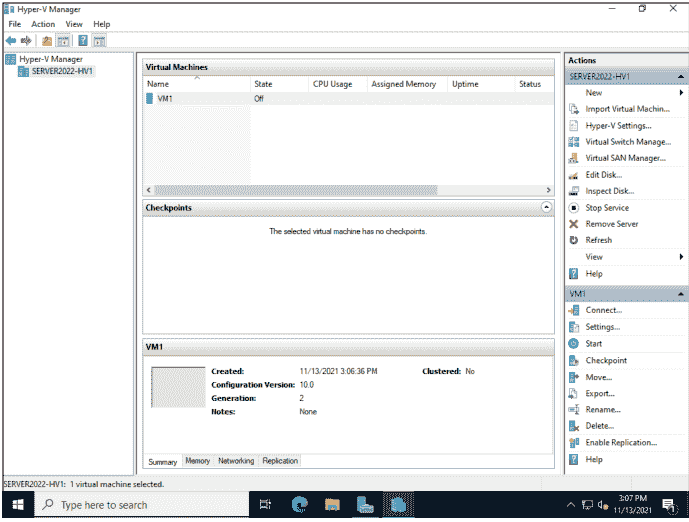 Hyper-V Manager
File Action View Help
Hyper-V Manager
SERVER2022-HV1
Virtual Machines
Name State CPU Usage Assigned Memory Uptime Status
VM1 Off
Checkpoints
The selected virtual machine has no checkpoints.
VM1
Created: 11/13/2021 3:06:36 PM Clustered: No
Configuration Version: 10.0
Generation: 2
Notes: None
Summary Memory Networking Replication
Actions
SERVER2022-HV1
New
Import Virtual Machin...
Hyper-V Settings...
Virtual Switch Manage...
Virtual SAN Manager...
Edit Disk...
Inspect Disk...
Stop Service
Remove Server
Refresh
View
Help
VM1
Connect...
Settings...
Start
Checkpoint
Move...
Export...
Rename...
Delete...
Enable Replication...
Help
SERVER2022-HV1: 1 virtual machine selected.
Type here to search
3:07 PM
11/13/2021